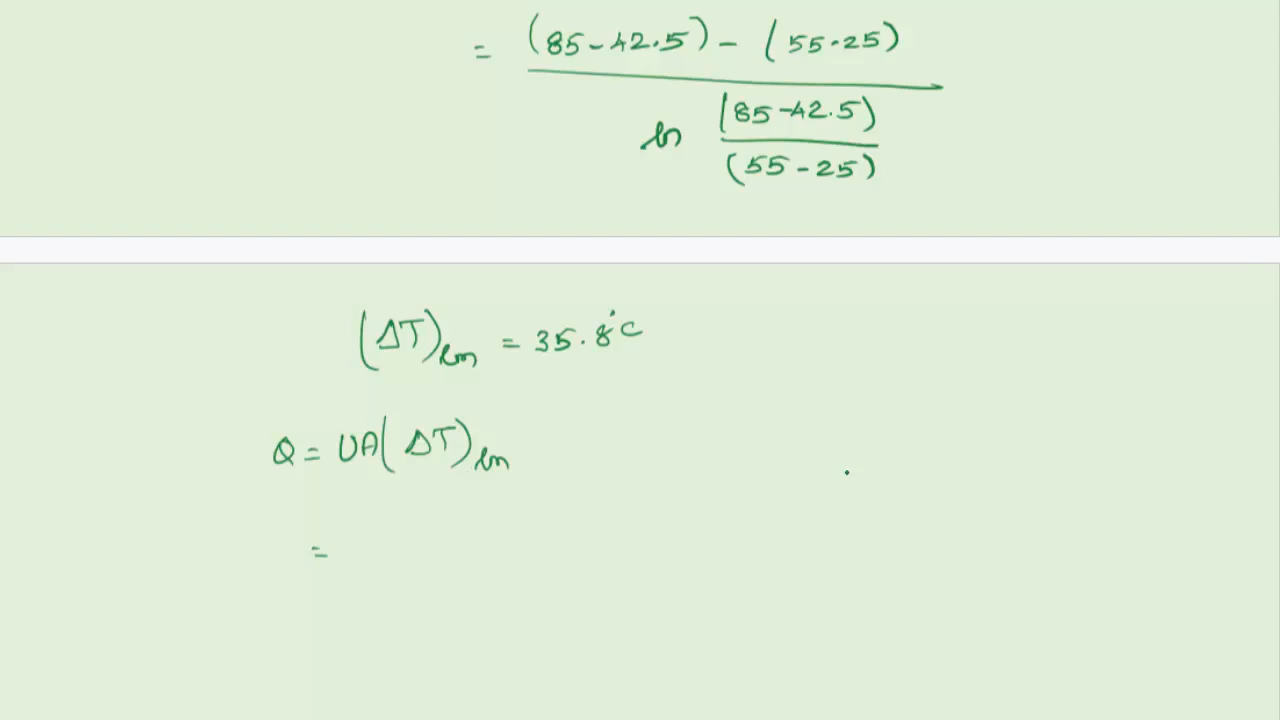 = (85-42.5) - (55-25)
ln (85-42.5)
(55-25)
(ΔT)lm = 35.8°C
Q = UA(ΔT)lm
=